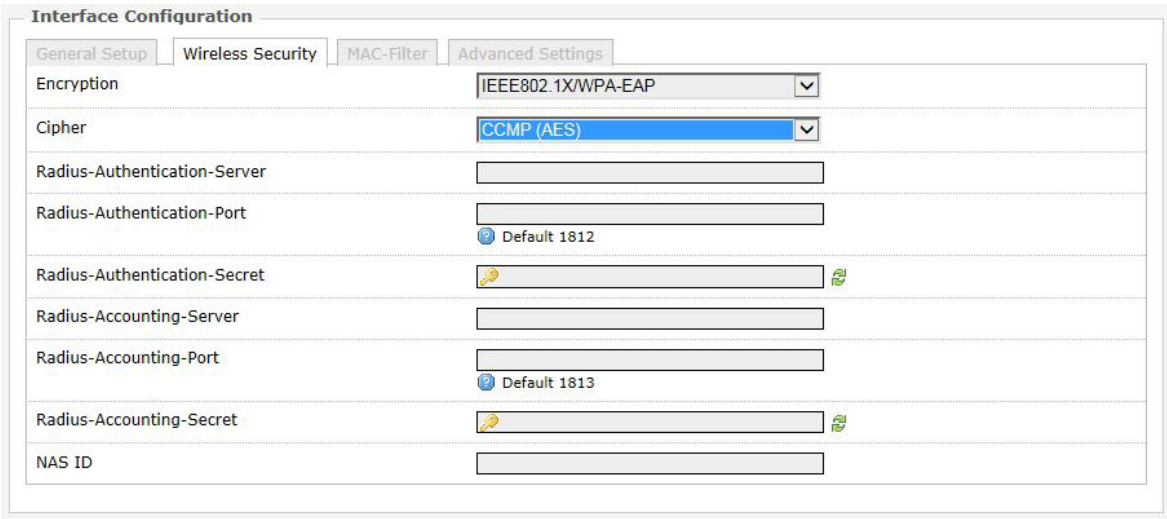 Interface Configuration
General Setup Wireless Security MAC-Filter Advanced Settings
Encryption IEEE802.1X/WPA-EAP
Cipher CCMP (AES)
Radius-Authentication-Server
Radius-Authentication-Port
Default 1812
Radius-Authentication-Secret
Radius-Accounting-Server
Radius-Accounting-Port
Default 1813
Radius-Accounting-Secret
NAS ID